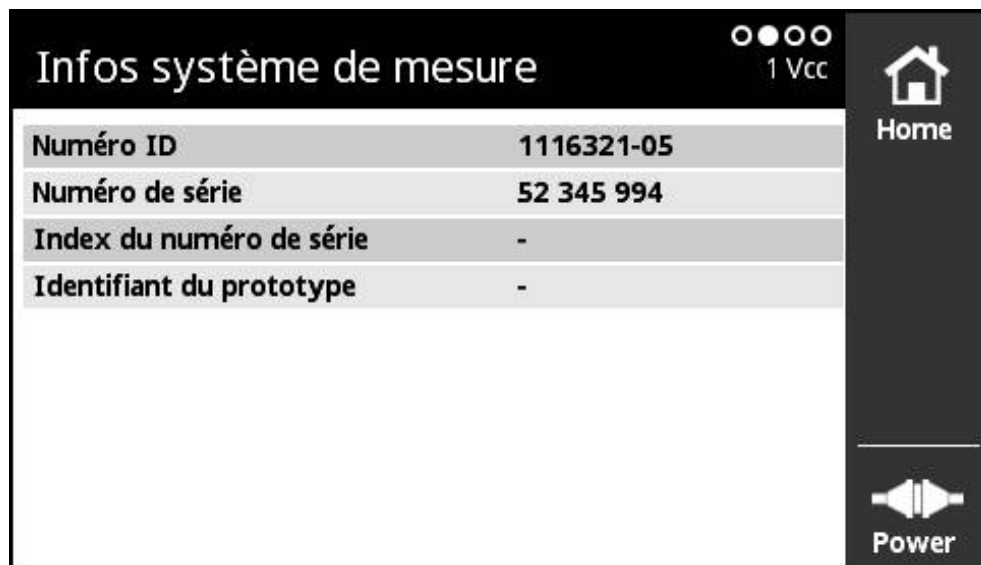 Infos système de mesure
1 Vcc
Home
Numéro ID 1116321-05
Numéro de série 52 345 994
Index du numéro de série -
Identifiant du prototype -
Power